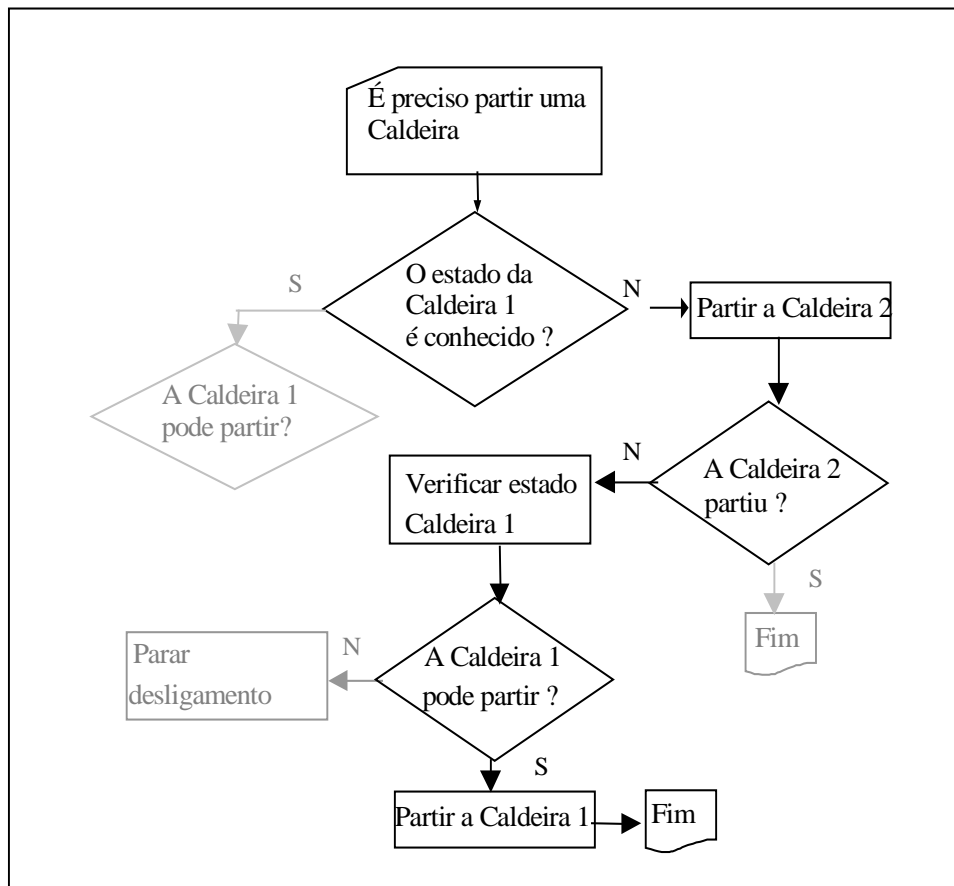 É preciso partir uma
Caldeira
O estado da
Caldeira 1
é conhecido ?
S
N
Partir a Caldeira 2
A Caldeira 1
pode partir?
A Caldeira 2
partiu ?
N
S
Verificar estado
Caldeira 1
Fim
A Caldeira 1
pode partir ?
N
Parar
desligamento
S
Partir a Caldeira 1
Fim